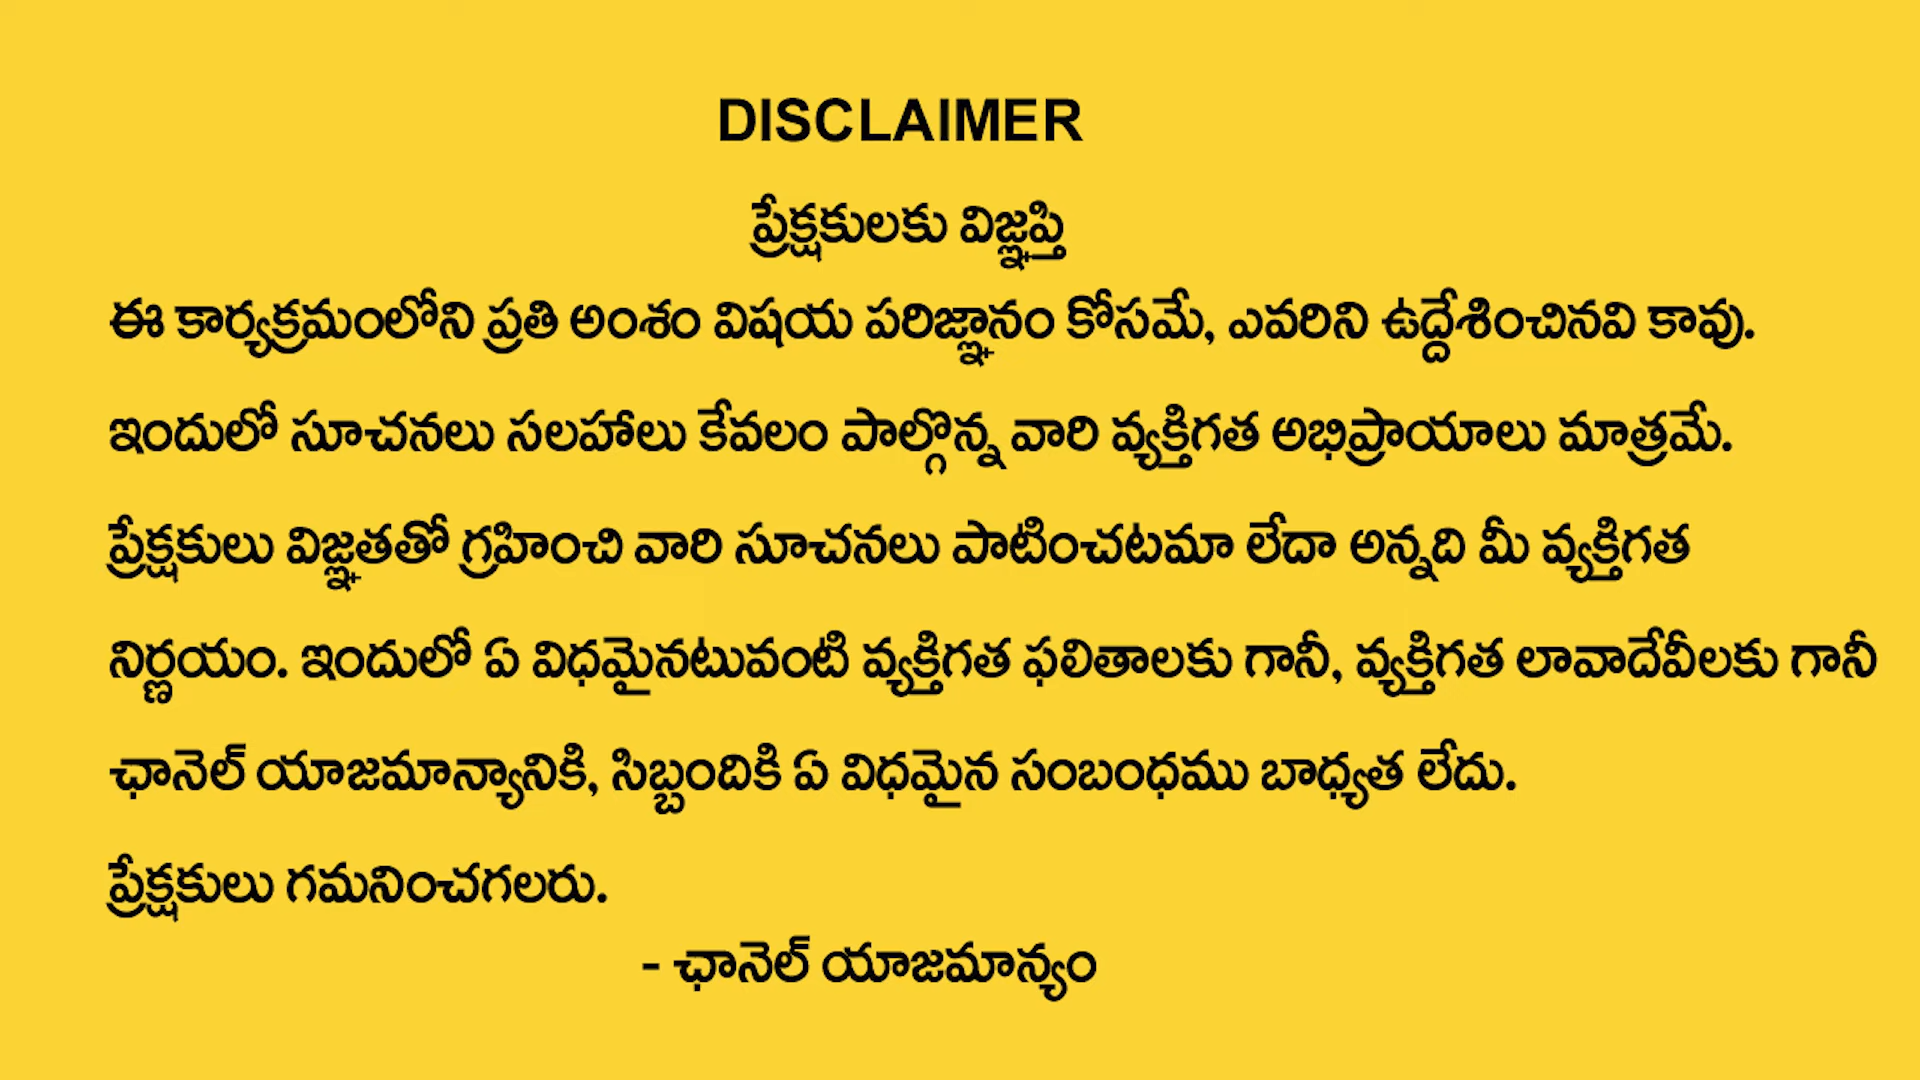 DISCLAIMER
ప్రేక్షకులకు విజ్ఞప్తి
ఈ కార్యక్రమంలోని ప్రతి అంశం విషయ పరిజ్ఞానం కోసమే, ఎవరిని ఉద్దేశించినవి కావు.
ఇందులో సూచనలు సలహాలు కేవలం పాల్గొన్న వారి వ్యక్తిగత అభిప్రాయాలు మాత్రమే.
ప్రేక్షకులు విజ్ఞతతో గ్రహించి వారి సూచనలు పాటించటమా లేదా అన్నది మీ వ్యక్తిగత
నిర్ణయం. ఇందులో ఏ విధమైనటువంటి వ్యక్తిగత ఫలితాలకు గానీ, వ్యక్తిగత లావాదేవీలకు గానీ
ఛానెల్ యాజమాన్యానికి, సిబ్బందికి ఏ విధమైన సంబంధము బాధ్యత లేదు.
ప్రేక్షకులు గమనించగలరు.
- ఛానెల్ యాజమాన్యం